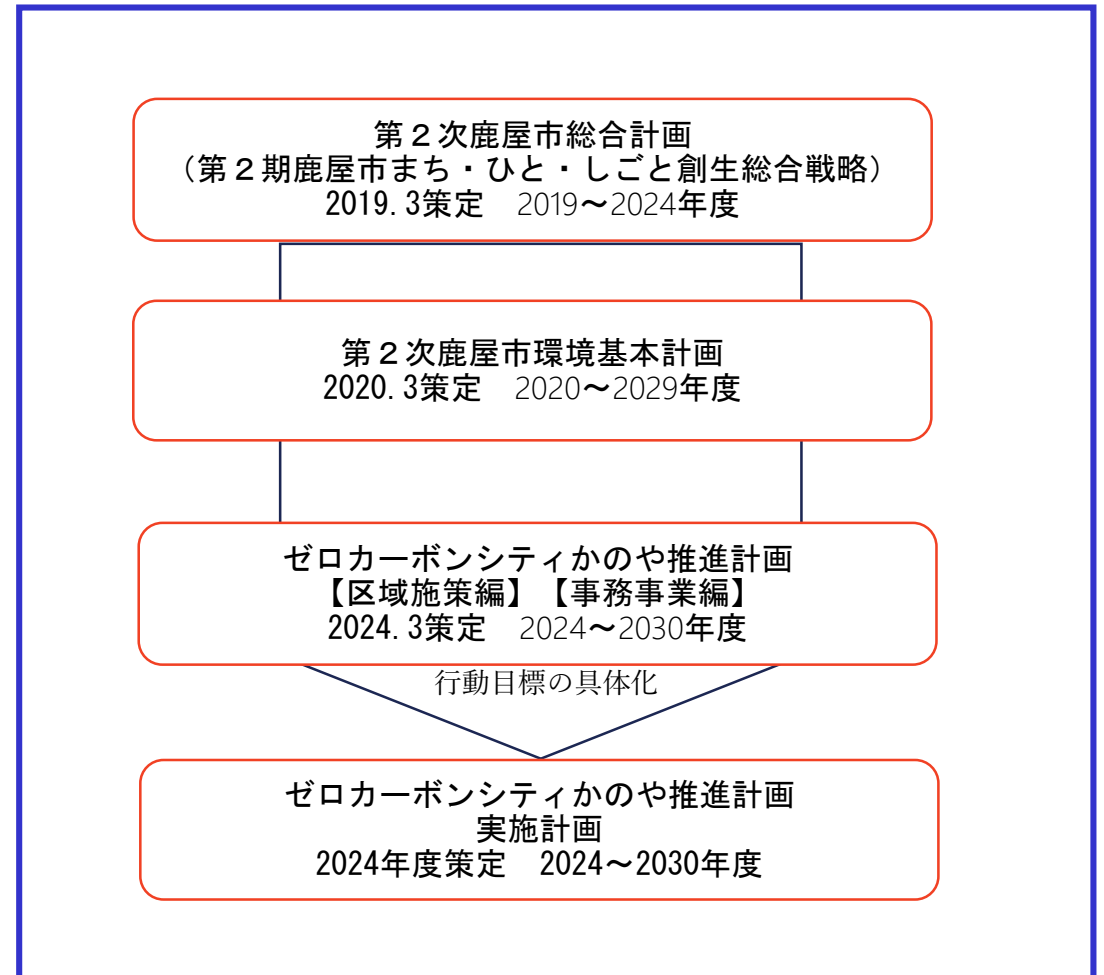 第２次鹿屋市総合計画
（第２期鹿屋市まち・ひと・しごと創生総合戦略）
2019.3策定　2019～2024年度
第２次鹿屋市環境基本計画
2020.3策定　2020～2029年度
ゼロカーボンシティかのや推進計画
【区域施策編】【事務事業編】
2024.3策定　2024～2030年度
行動目標の具体化
ゼロカーボンシティかのや推進計画
実施計画
2024年度策定　2024～2030年度